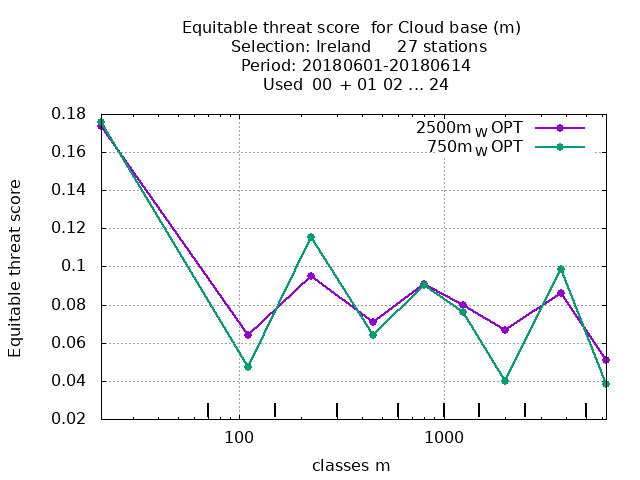 Equitable threat score  for Cloud base (m)
Selection: Ireland     27 stations
Period: 20180601-20180614
Used  00  + 01 02 ... 24
2500m_W OPT
750m_W OPT
0.18
0.16
0.14
0.12
0.1
0.08
0.06
0.04
0.02
Equitable threat score
100 1000
classes m